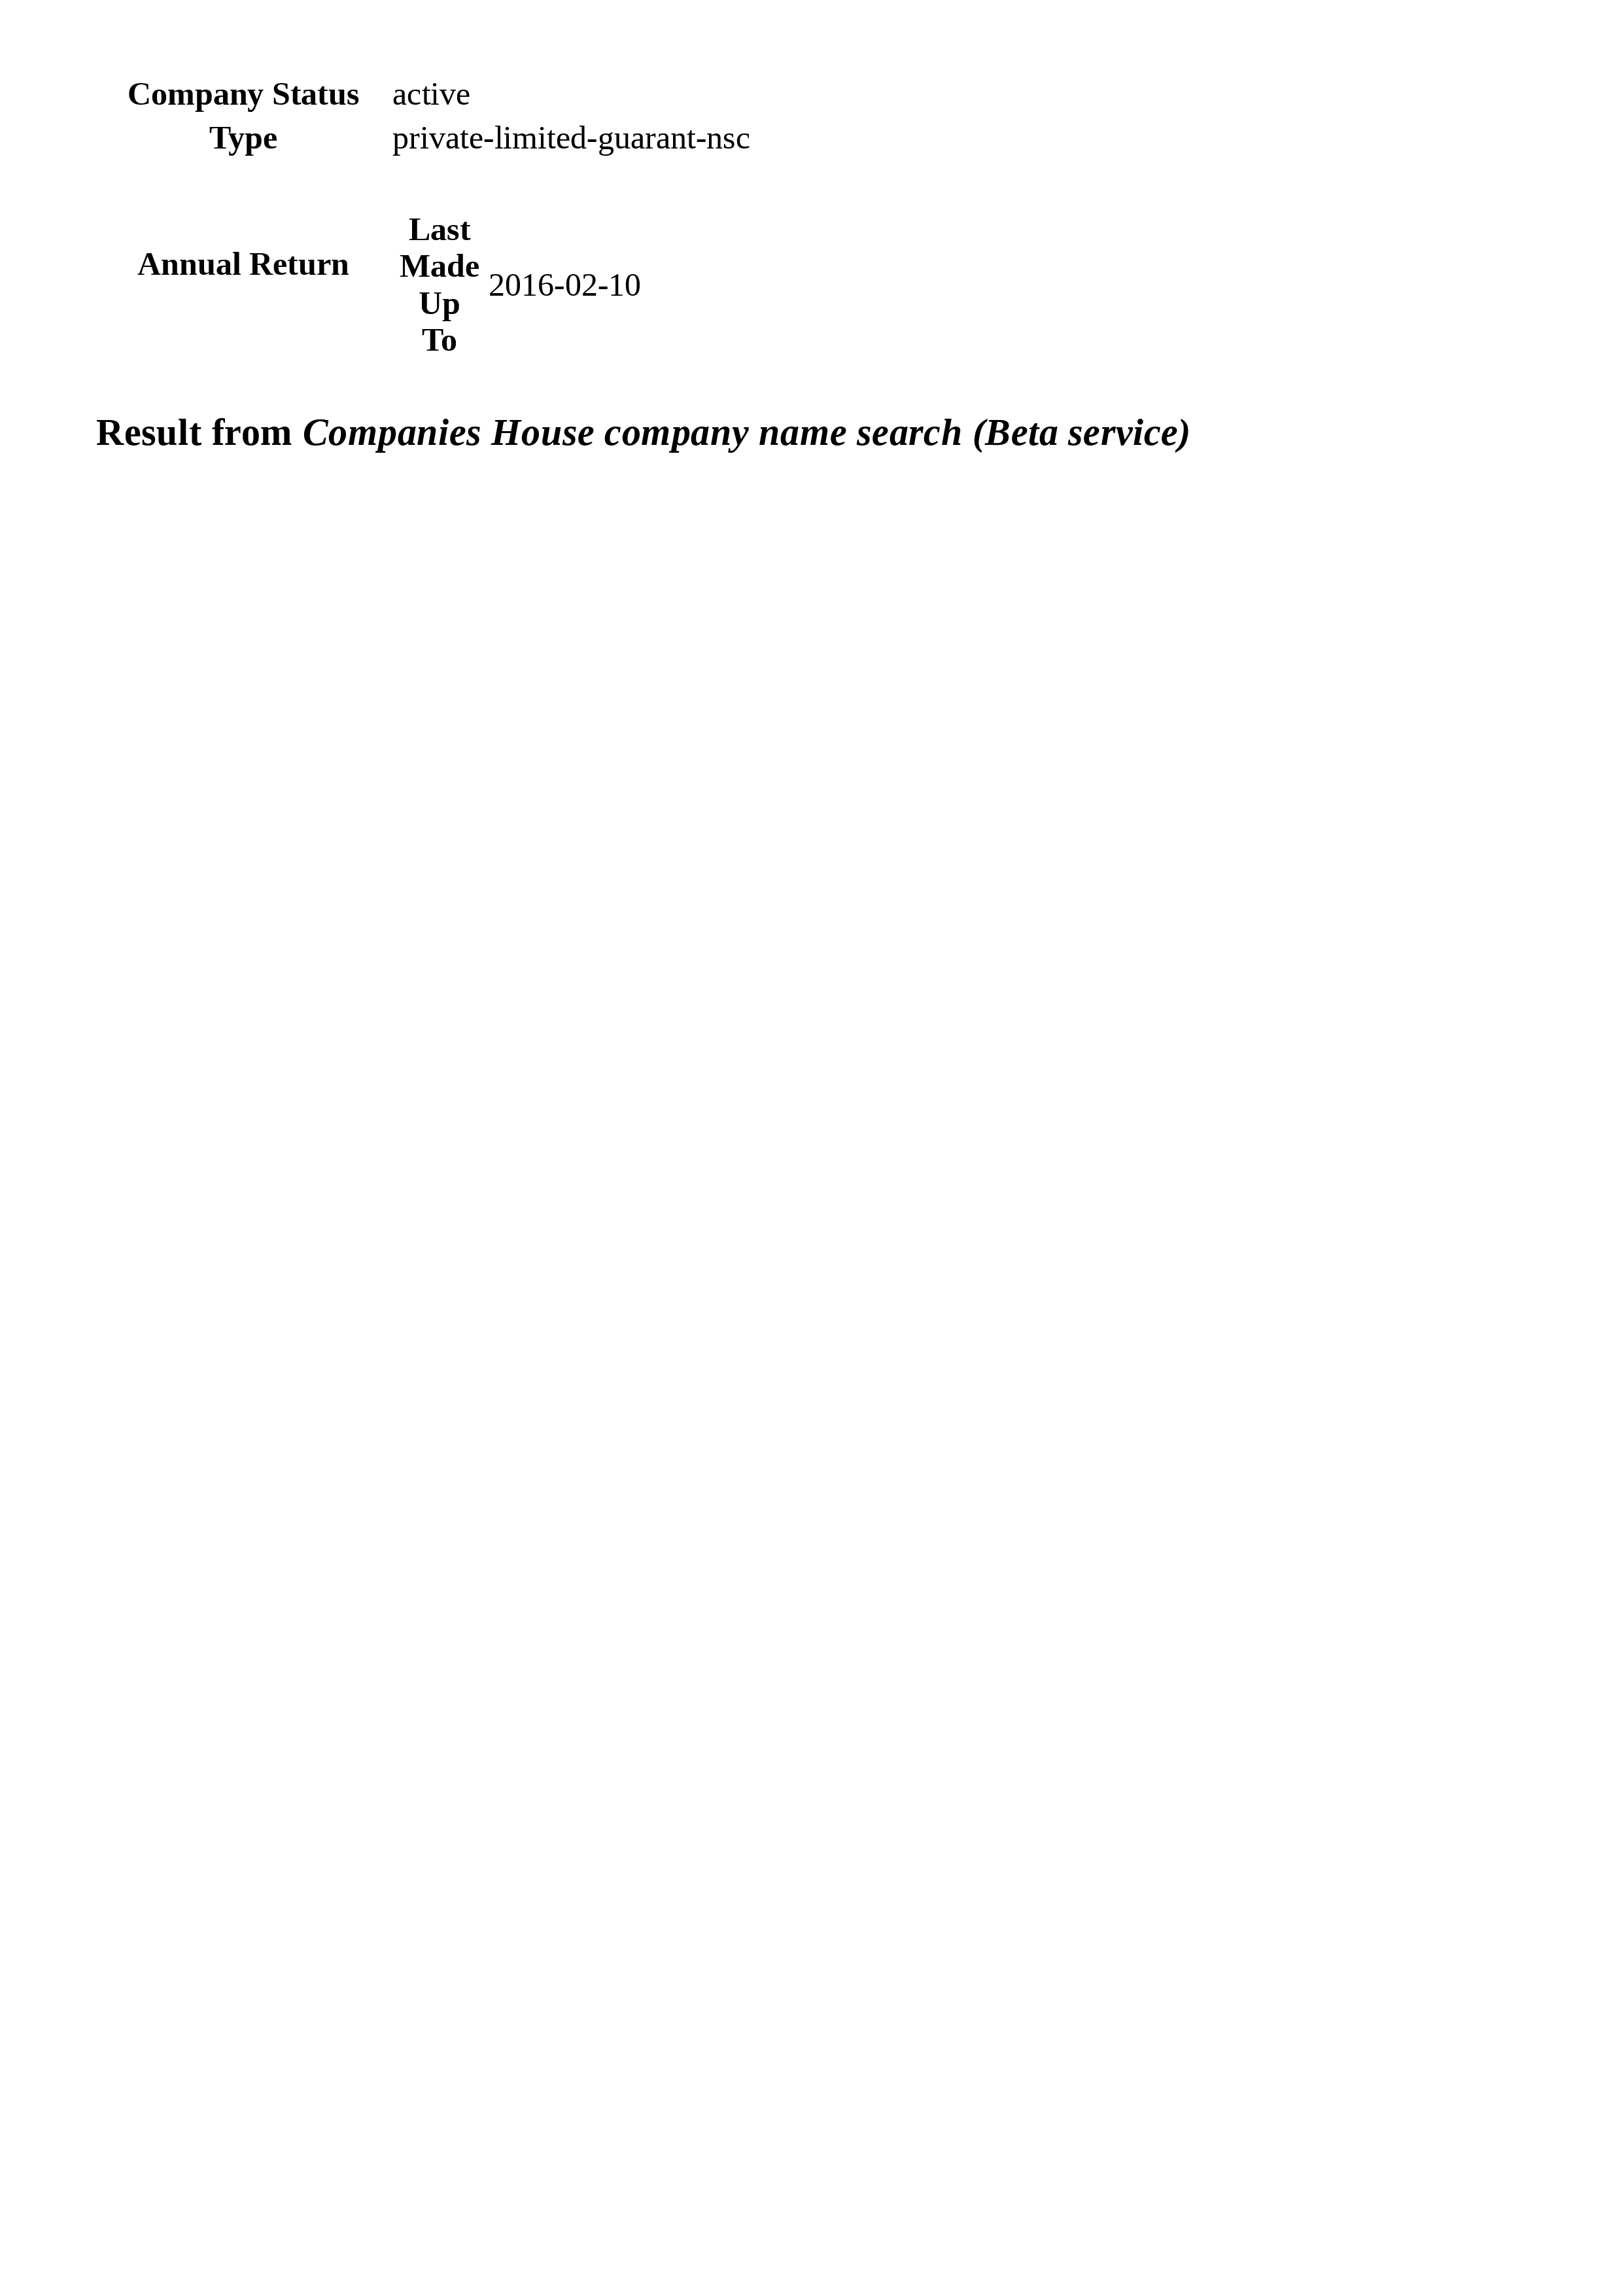 Company Status active
Type private-limited-guarant-nsc
Annual Return
Last
Made
Up
To
2016-02-10
Result from Companies House company name search (Beta service)